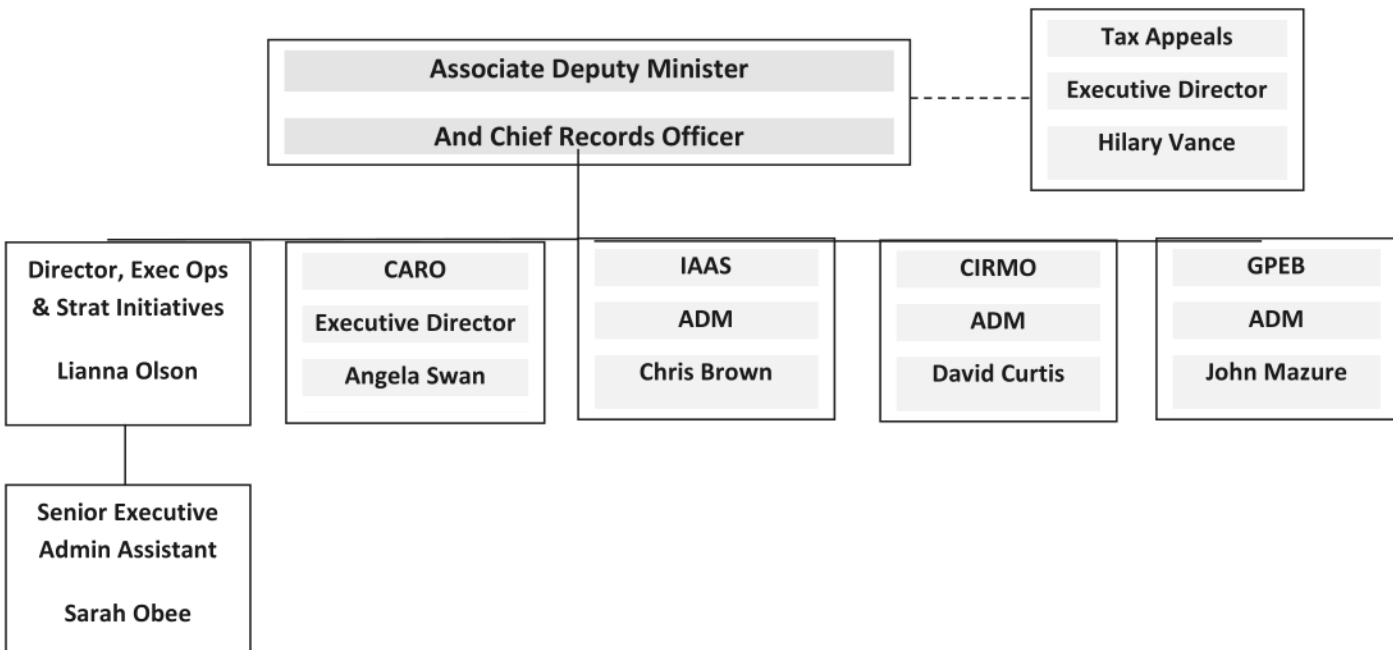 Associate Deputy Minister
And Chief Records Officer
Tax Appeals
Executive Director
Hilary Vance
Director, Exec Ops
& Strat Initiatives
Lianna Olson
CARO
Executive Director
Angela Swan
IAAS
ADM
Chris Brown
CIRMO
ADM
David Curtis
GPEB
ADM
John Mazure
Senior Executive
Admin Assistant
Sarah Obee